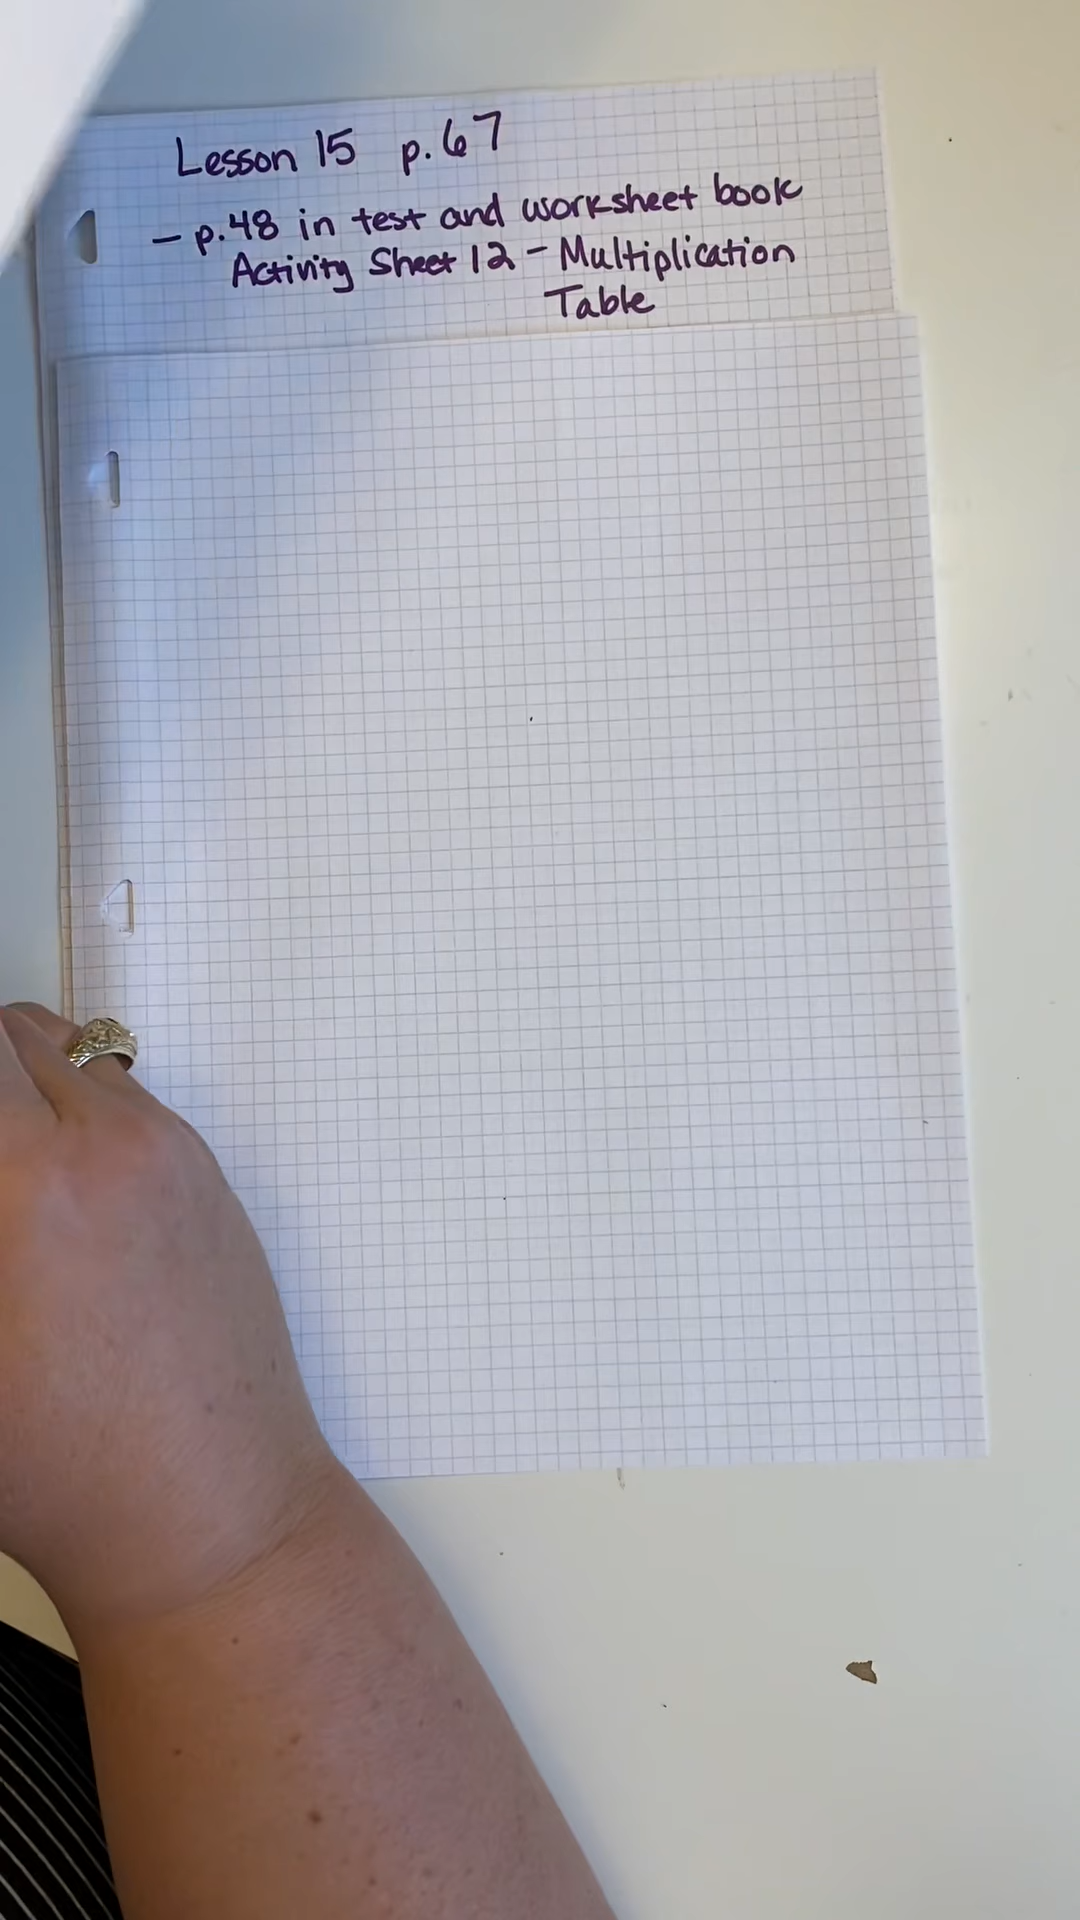 Lesson 15 p.67
- p.48 in test and worksheet book
Activity Sheet 12 - Multiplication
Table